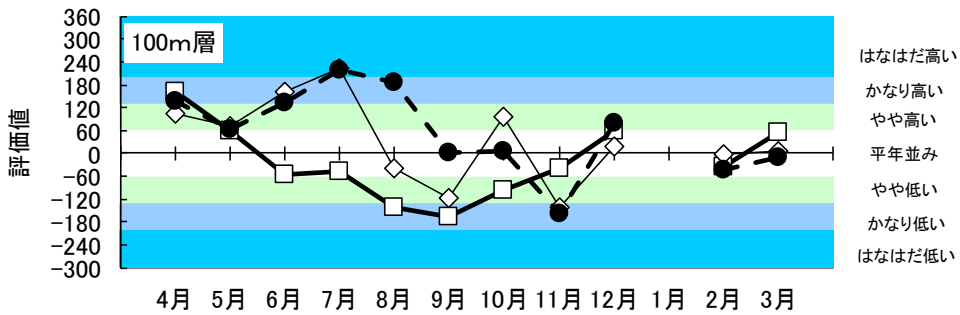 360
300
240
180
120
60
0
-60
-120
-180
-240
-300
評価値
100m層
はなはだ高い
かなり高い
やや高い
平年並み
やや低い
かなり低い
はなはだ低い
4月 5月 6月 7月 8月 9月 10月 11月 12月 1月 2月 3月